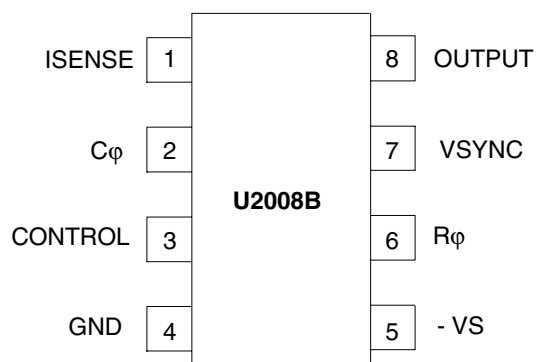 ISENSE 1 8 OUTPUT
Cφ 2 7 VSYNC
U2008B
CONTROL 3 6 Rφ
GND 4 5 - VS